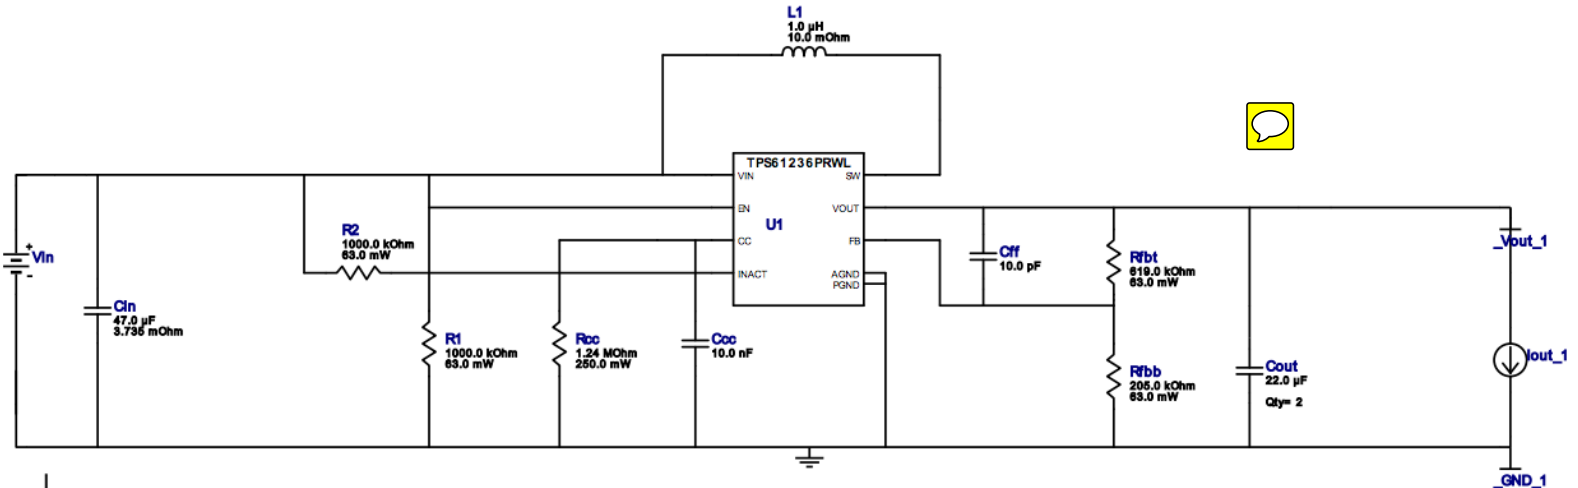 L1
1.0 µH
10.0 mOhm
TPS61236PRWL
VIN
SW
EN
VOUT
U1
CC
FB
INACT
AGND
PGND
R2
1000.0 kOhm
63.0 mW
+
Vin
-
Cin
47.0 µF
3.735 mOhm
R1
1000.0 kOhm
63.0 mW
Rcc
1.24 MOhm
250.0 mW
Ccc
10.0 nF
Cff
10.0 pF
Rfbt
619.0 kOhm
63.0 mW
Rfbb
205.0 kOhm
63.0 mW
Cout
22.0 µF
Qty= 2
_Vout_1
Iout_1
_GND_1